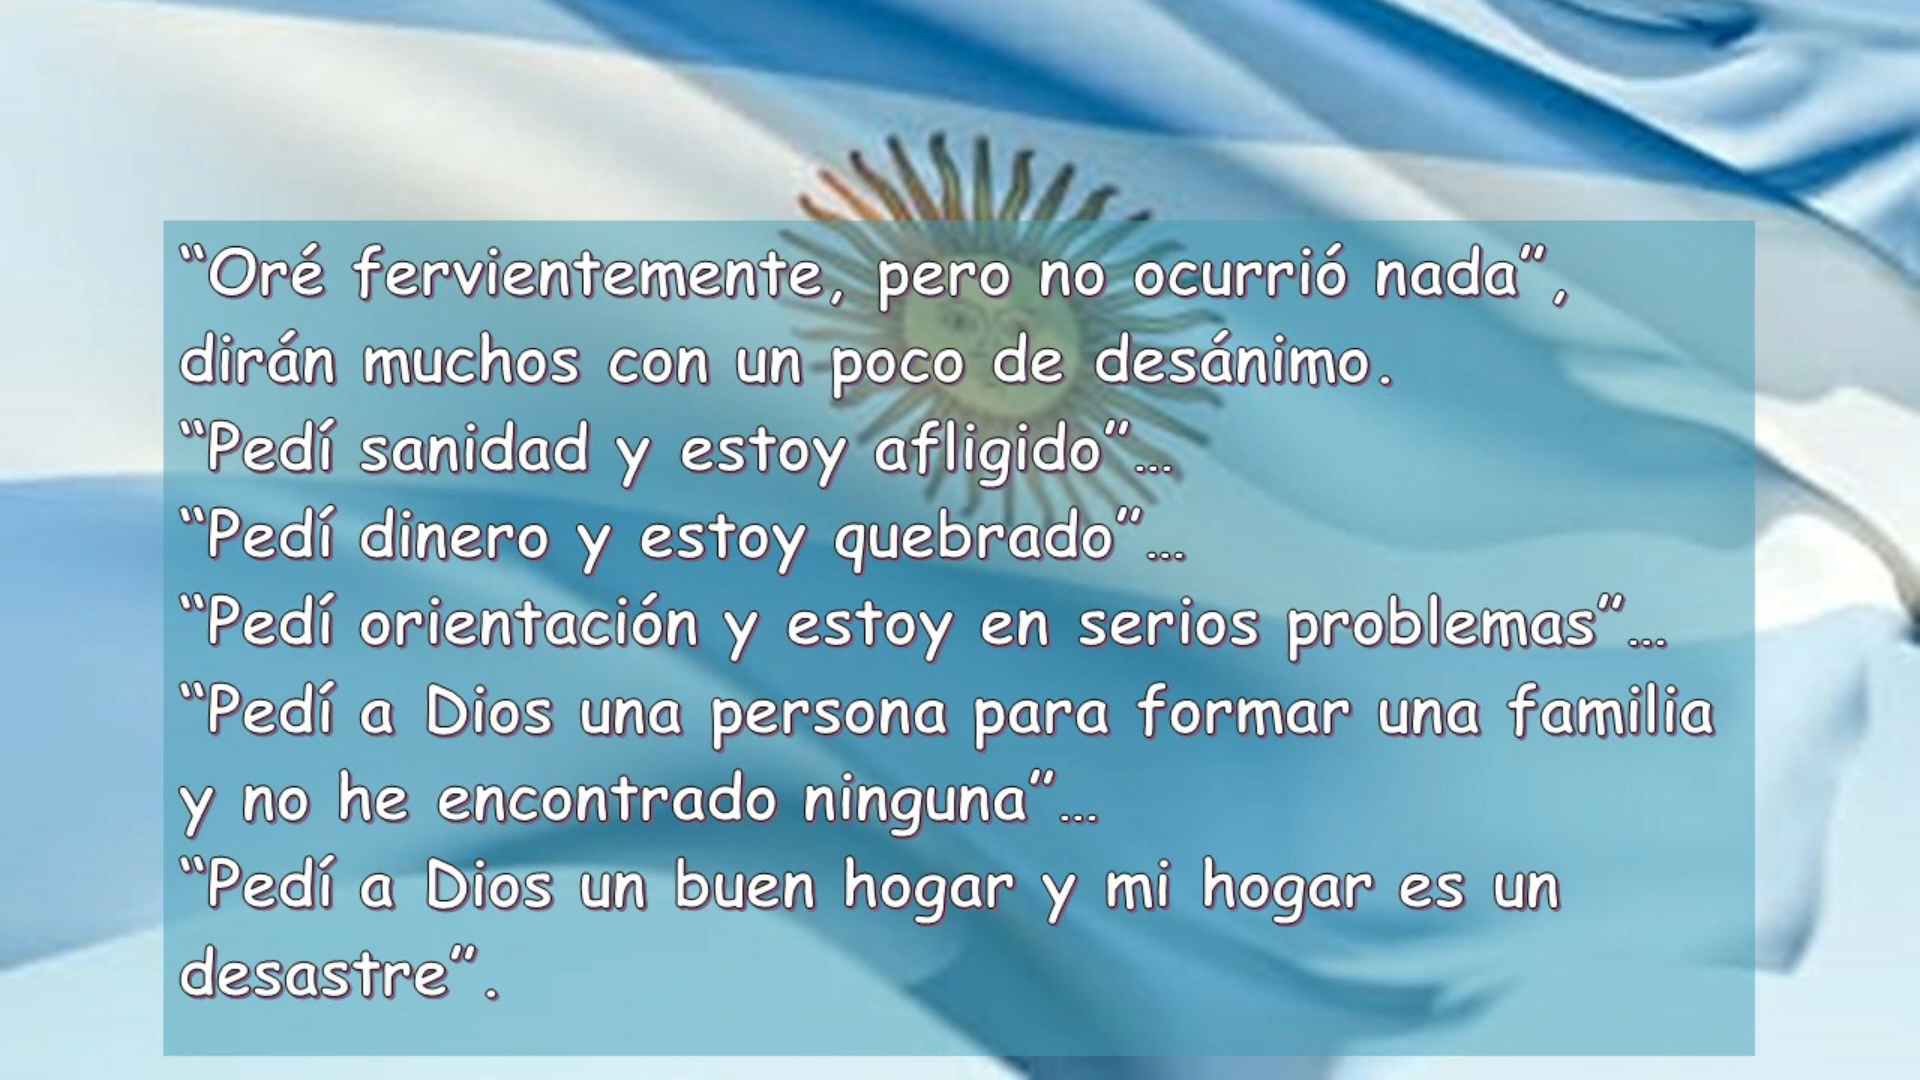 “Oré fervientemente, pero no ocurrió nada”,
dirán muchos con un poco de desánimo.
“Pedí sanidad y estoy afligido”…
“Pedí dinero y estoy quebrado”…
“Pedí orientación y estoy en serios problemas”…
“Pedí a Dios una persona para formar una familia
y no he encontrado ninguna”…
“Pedí a Dios un buen hogar y mi hogar es un
desastre”.